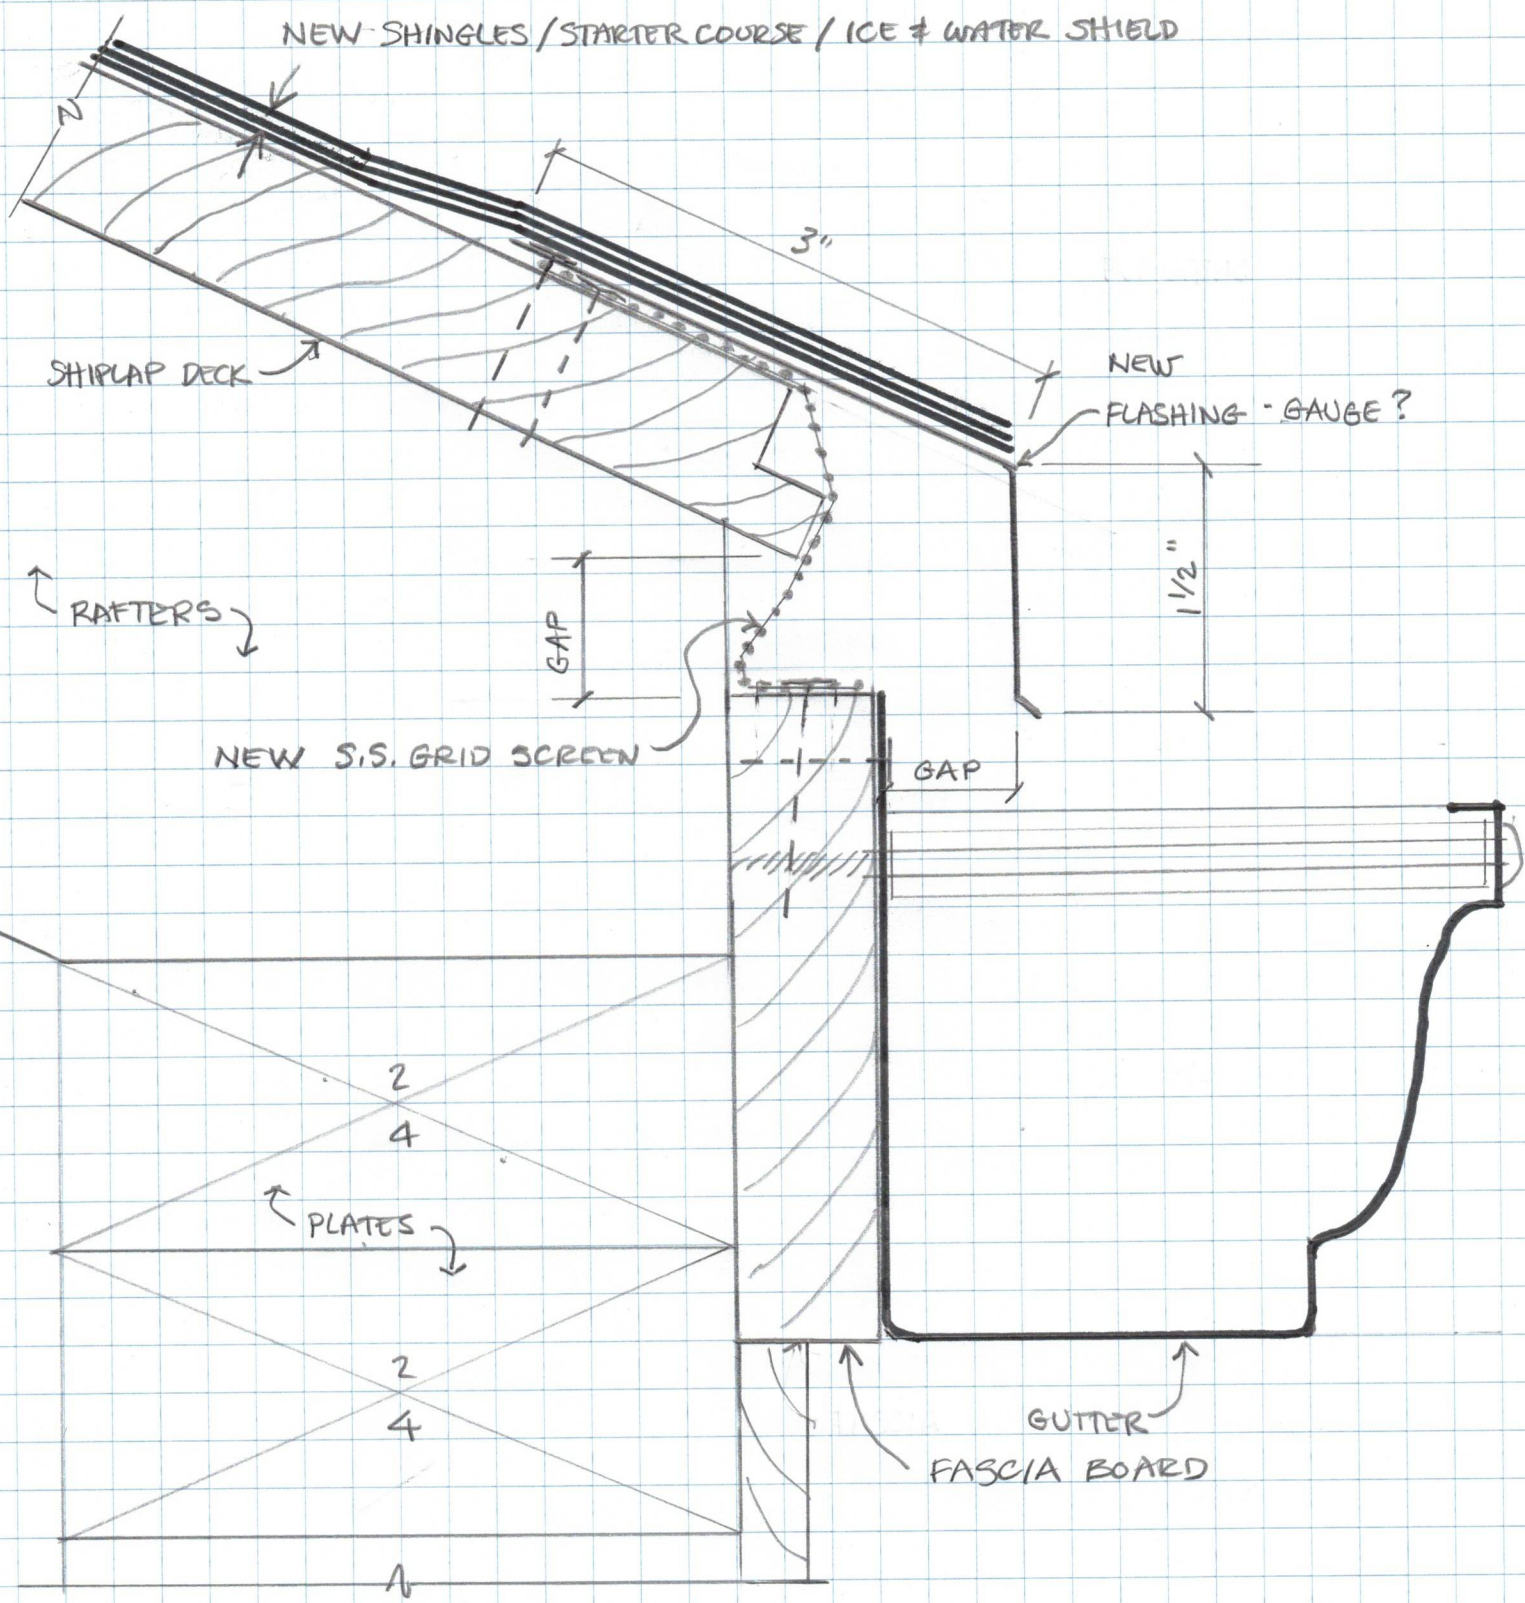 NEW SHINGLES / STARTER COURSE / ICE & WATER SHIELD
3"
SHIPLAP DECK
NEW
FLASHING - GAUGE?
1 1/2"
RAFTERS
GAP
NEW S.S. GRID SCREEN
GAP
2
4
PLATES
2
4
GUTTER
FASCIA BOARD